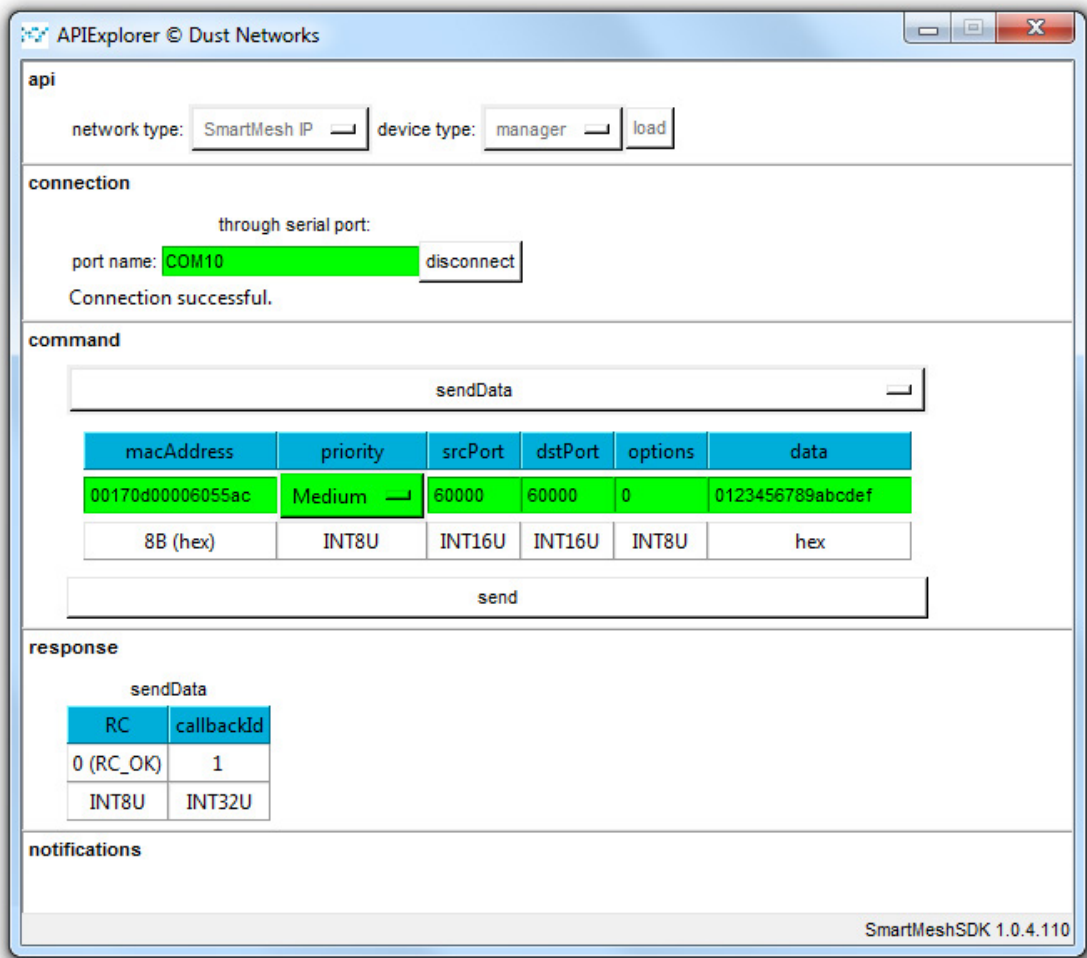 APIExplorer © Dust Networks
api
network type: SmartMesh IP device type: manager load
connection
through serial port:
port name: COM10 disconnect
Connection successful.
command
sendData
macAddress priority srcPort dstPort options data
00170d00006055ac Medium 60000 60000 0 0123456789abcdef
8B (hex) INT8U INT16U INT16U INT8U hex
send
response
sendData
RC callbackId
0 (RC_OK) 1
INT8U INT32U
notifications
SmartMeshSDK 1.0.4.110